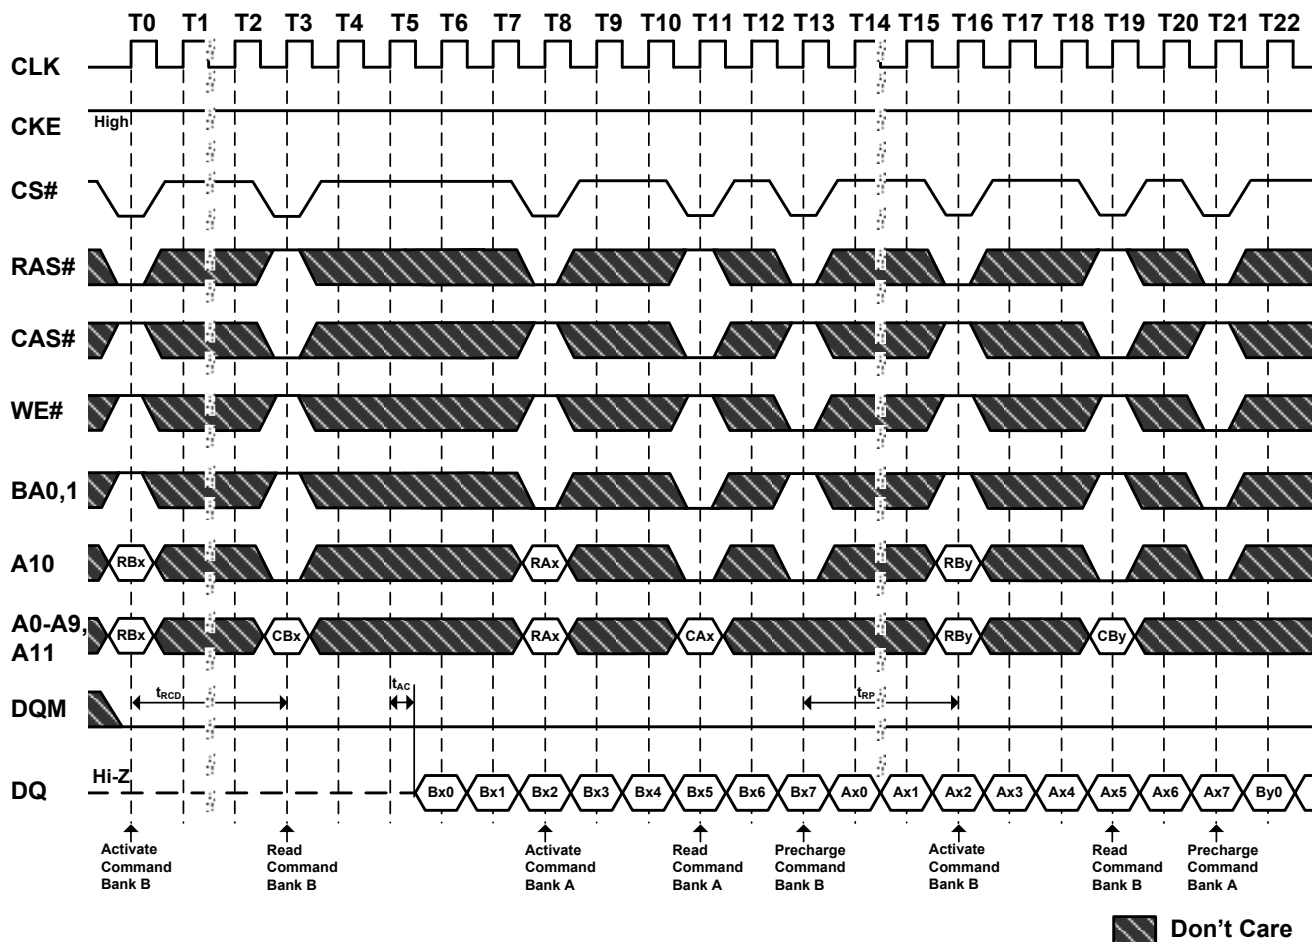 T0 T1 T2 T3 T4 T5 T6 T7 T8 T9 T10 T11 T12 T13 T14 T15 T16 T17 T18 T19 T20 T21 T22
CLK
CKE High
CS#
RAS#
CAS#
WE#
BA0,1
A10 RBx RAx RBy
A0-A9,
A11 RBx CBx RAx CAx RBy CBy
DQM tRCD tAC tRP
DQ Hi-Z Bx0 Bx1 Bx2 Bx3 Bx4 Bx5 Bx6 Bx7 Ax0 Ax1 Ax2 Ax3 Ax4 Ax5 Ax6 Ax7 By0
Activate
Command
Bank B
Read
Command
Bank B
Activate
Command
Bank A
Read
Command
Bank A
Precharge
Command
Bank B
Activate
Command
Bank B
Read
Command
Bank B
Precharge
Command
Bank A
Don't Care